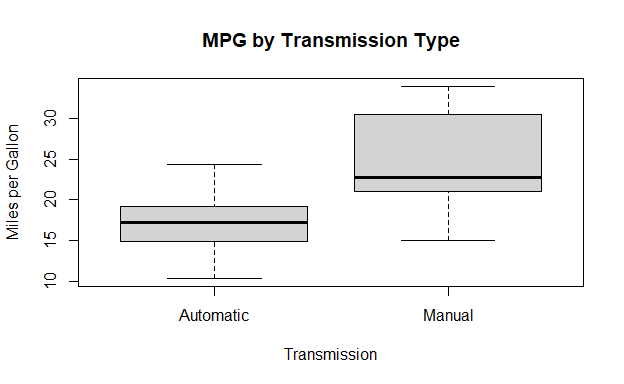 MPG by Transmission Type
Miles per Gallon
30
25
20
15
10
Automatic Manual
Transmission